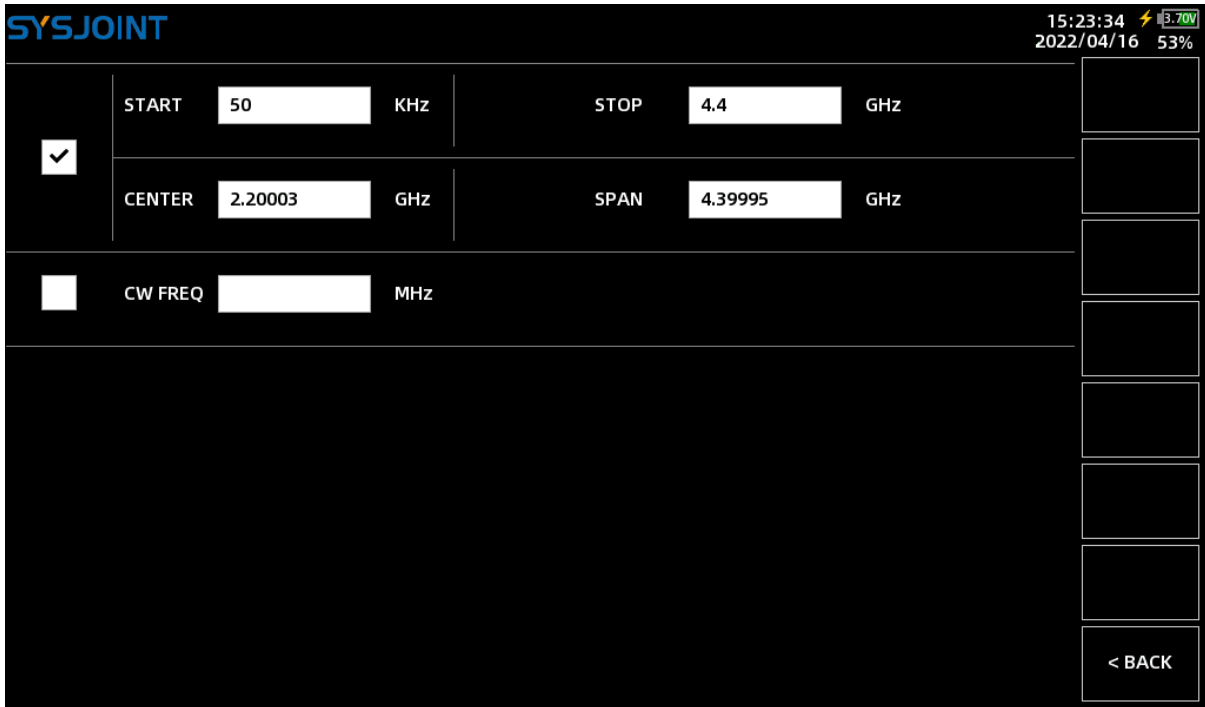 SYSJOINT
15:23:34 3.70V
2022/04/16 53%
START 50 KHz STOP 4.4 GHz
CENTER 2.20003 GHz SPAN 4.39995 GHz
CW FREQ MHz
< BACK